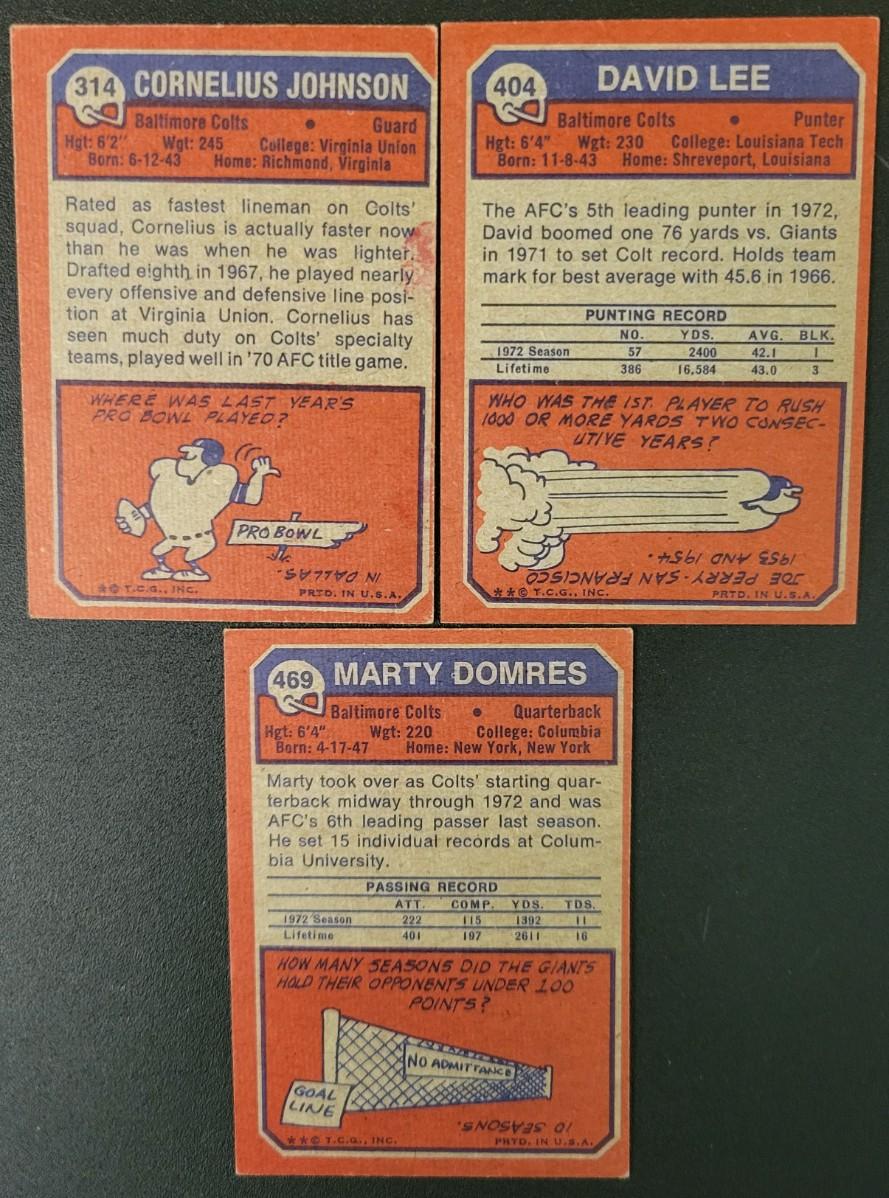 314 CORNELIUS JOHNSON
Baltimore Colts • Guard
Hgt: 6'2" Wgt: 245 College: Virginia Union
Born: 6-12-43 Home: Richmond, Virginia
Rated as fastest lineman on Colts'
squad, Cornelius is actually faster now
than he was when he was lighter.
Drafted eighth in 1967, he played nearly
every offensive and defensive line posi-
tion at Virginia Union. Cornelius has
seen much duty on Colts' specialty
teams, played well in '70 AFC title game.
WHERE WAS LAST YEAR'S
PRO BOWL PLAYED?
PRO BOWL
IN DALLAS.
*© T.C.G., INC. PRTD. IN U.S.A.
404 DAVID LEE
Baltimore Colts • Punter
Hgt: 6'4" Wgt: 230 College: Louisiana Tech
Born: 11-8-43 Home: Shreveport, Louisiana
The AFC's 5th leading punter in 1972,
David boomed one 76 yards vs. Giants
in 1971 to set Colt record. Holds team
mark for best average with 45.6 in 1966.
PUNTING RECORD
NO. YDS. AVG. BLK.
1972 Season 57 2400 42.1 1
Lifetime 386 16,584 43.0 3
WHO WAS THE 1ST. PLAYER TO RUSH
1000 OR MORE YARDS TWO CONSEC-
UTIVE YEARS?
JOE PERRY - SAN FRANCISCO
1953 AND 1954.
**© T.C.G., INC. PRTD. IN U.S.A.
469 MARTY DOMRES
Baltimore Colts • Quarterback
Hgt: 6'4" Wgt: 220 College: Columbia
Born: 4-17-47 Home: New York, New York
Marty took over as Colts' starting quar-
terback midway through 1972 and was
AFC's 6th leading passer last season.
He set 15 individual records at Colum-
bia University.
PASSING RECORD
ATT. COMP. YDS. TDS.
1972 Season 222 115 1392 11
Lifetime 401 197 2611 16
HOW MANY SEASONS DID THE GIANTS
HOLD THEIR OPPONENTS UNDER 100
POINTS?
NO ADMITTANCE
GOAL
LINE
10 SEASONS.
**© T.C.G., INC. PRTD. IN U.S.A.